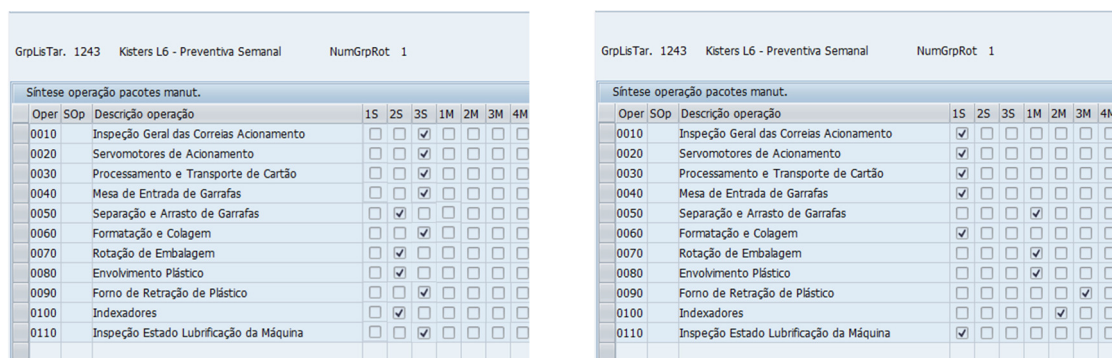 GrpLisTar. 1243 Kisters L6 - Preventiva Semanal NumGrpRot 1
Síntese operação pacotes manut.
Oper SOp Descrição operação 1S 2S 3S 1M 2M 3M 4M
0010 Inspeção Geral das Correias Acionamento
0020 Servomotores de Acionamento
0030 Processamento e Transporte de Cartão
0040 Mesa de Entrada de Garrafas
0050 Separação e Arrasto de Garrafas
0060 Formatação e Colagem
0070 Rotação de Embalagem
0080 Envolvimento Plástico
0090 Forno de Retração de Plástico
0100 Indexadores
0110 Inspeção Estado Lubrificação da Máquina
GrpLisTar. 1243 Kisters L6 - Preventiva Semanal NumGrpRot 1
Síntese operação pacotes manut.
Oper SOp Descrição operação 1S 2S 3S 1M 2M 3M 4M
0010 Inspeção Geral das Correias Acionamento
0020 Servomotores de Acionamento
0030 Processamento e Transporte de Cartão
0040 Mesa de Entrada de Garrafas
0050 Separação e Arrasto de Garrafas
0060 Formatação e Colagem
0070 Rotação de Embalagem
0080 Envolvimento Plástico
0090 Forno de Retração de Plástico
0100 Indexadores
0110 Inspeção Estado Lubrificação da Máquina